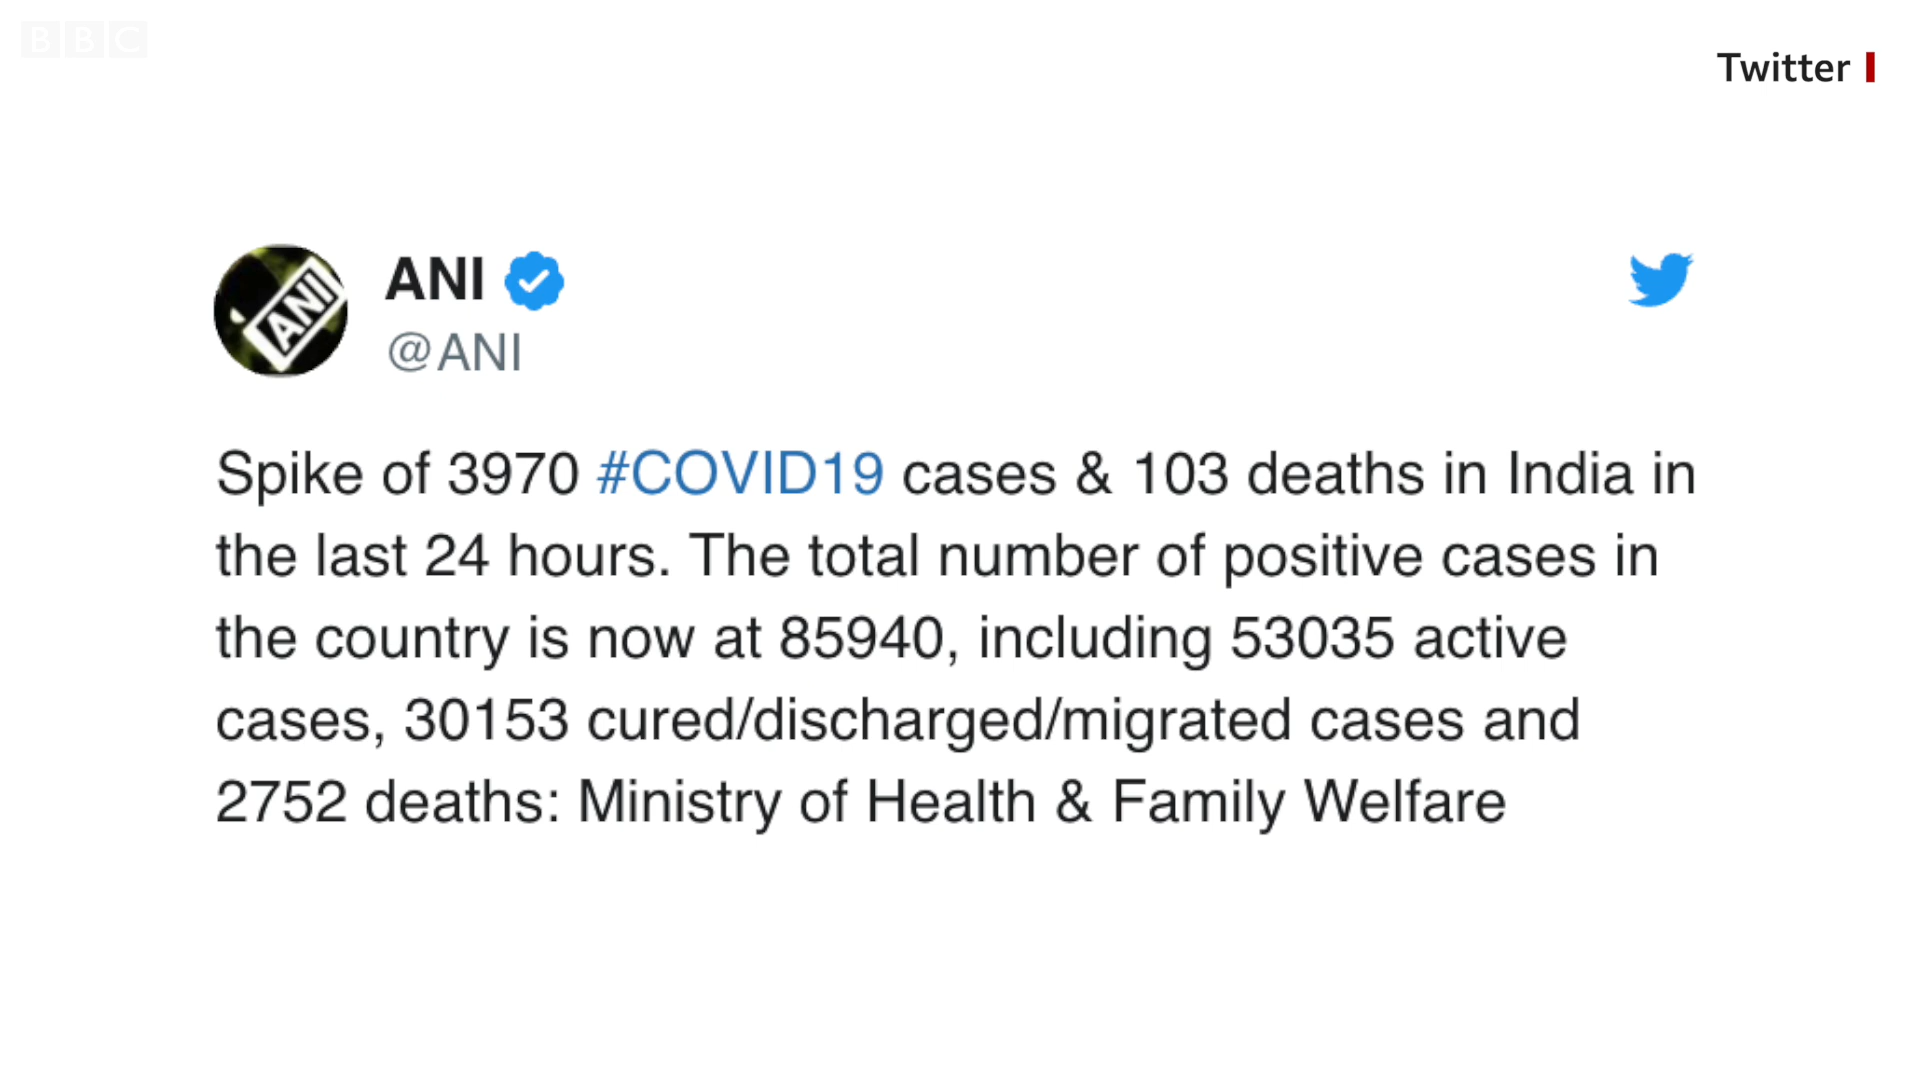 BBC
Twitter
ANI
ANI
@ANI
Spike of 3970 #COVID19 cases & 103 deaths in India in
the last 24 hours. The total number of positive cases in
the country is now at 85940, including 53035 active
cases, 30153 cured/discharged/migrated cases and
2752 deaths: Ministry of Health & Family Welfare